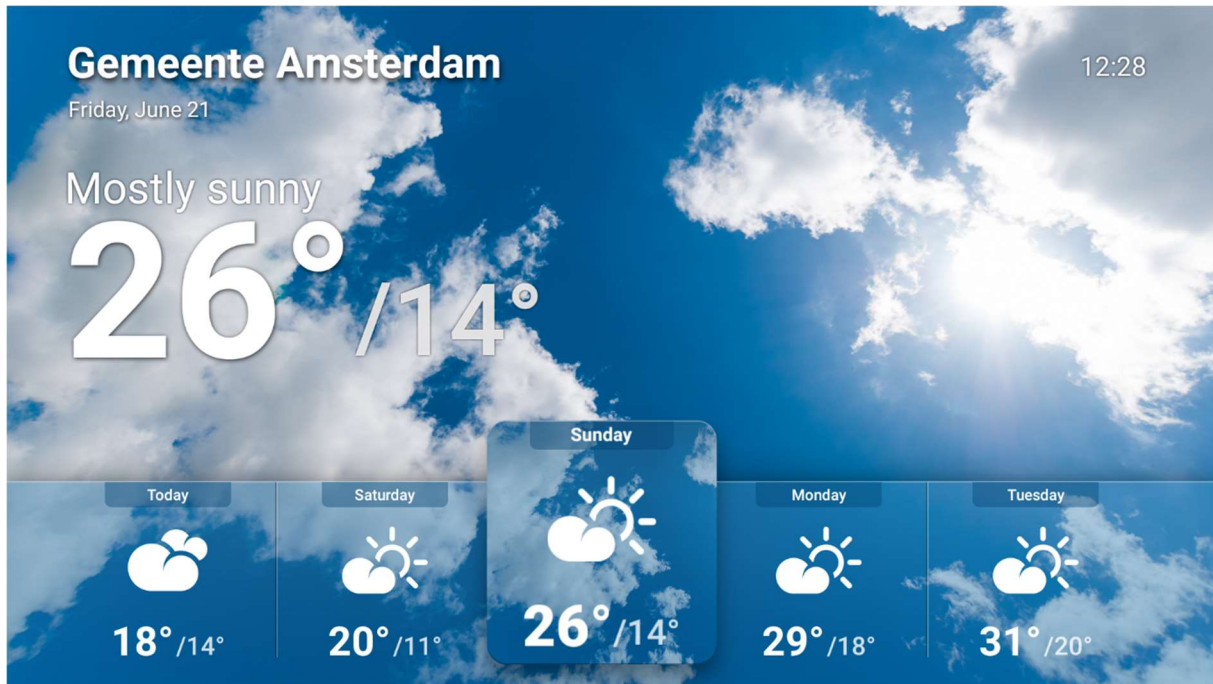 Gemeente Amsterdam
12:28
Friday, June 21
Mostly sunny
26°/14°
Today
18°/14°
Saturday
20°/11°
Sunday
26°/14°
Monday
29°/18°
Tuesday
31°/20°